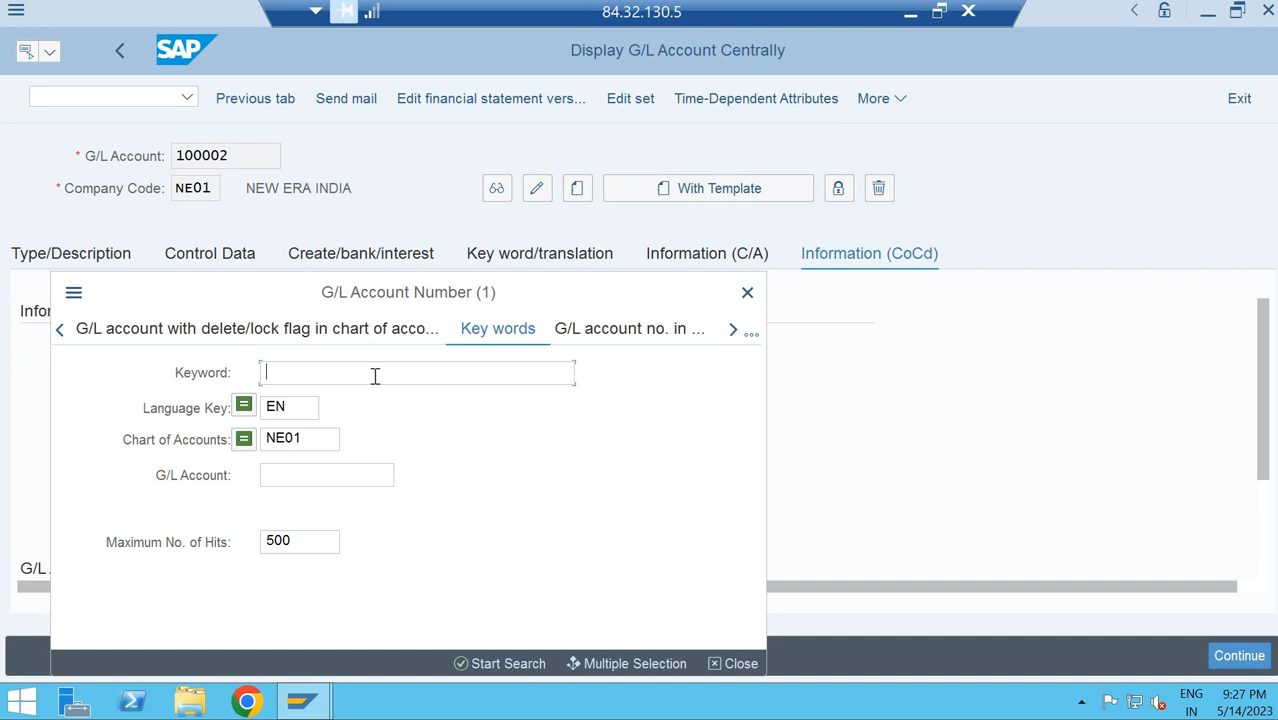 84.32.130.5
SAP
Display G/L Account Centrally
Previous tab Send mail Edit financial statement vers... Edit set Time-Dependent Attributes More Exit
* G/L Account: 100002
* Company Code: NE01 NEW ERA INDIA With Template
Type/Description Control Data Create/bank/interest Key word/translation Information (C/A) Information (CoCd)
G/L Account Number (1)
Infor
G/L account with delete/lock flag in chart of acco... Key words G/L account no. in ...
Keyword:
Language Key: EN
Chart of Accounts: NE01
G/L Account:
Maximum No. of Hits: 500
G/L
Start Search Multiple Selection Close
Continue
ENG 9:27 PM
IN 5/14/2023